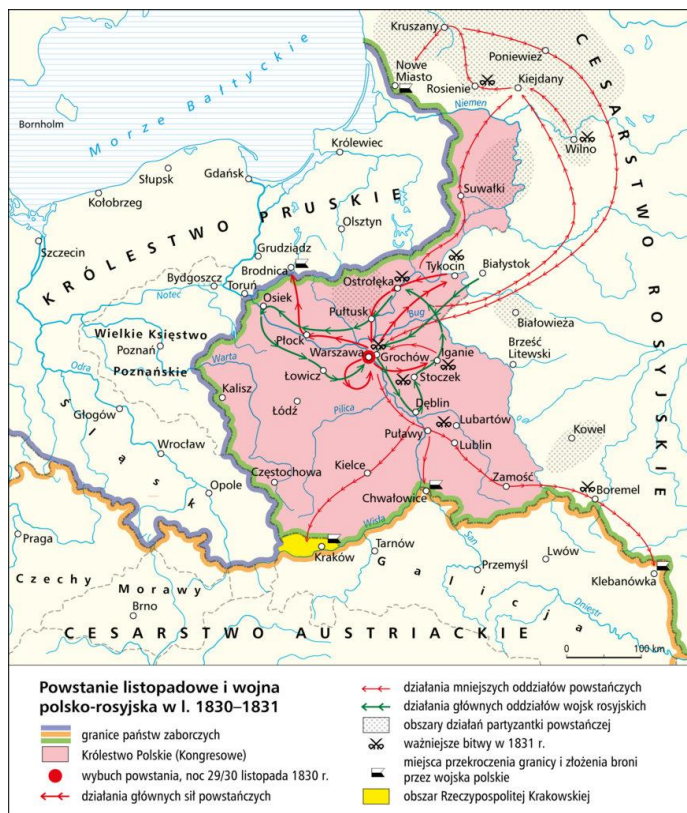 Kruszany
Poniewież
Nowe
Miasto
Rosienie
Kiejdany
CESARSTWO ROSYJSKIE
Bornholm
Morze Bałtyckie
Niemen
Wilno
Królewiec
Słupsk
Gdańsk
Kołobrzeg
Suwałki
KRÓLESTWO PRUSKIE
Olsztyn
Szczecin
Grudziądz
Brodnica
Tykocin
Białystok
Bydgoszcz
Toruń
Ostrołęka
Noteć
Osiek
Pułtusk
Bug
Białowieża
Wielkie Księstwo
Poznań
Poznańskie
Płock
Warszawa
Grochów
Iganie
Brześć
Litewski
Odra
Warta
Łowicz
Stoczek
Kalisz
Łódź
Pilica
Dęblin
Głogów
Śląsk
Puławy
Lubartów
Lublin
Kowel
Wrocław
Kielce
Częstochowa
Opole
Zamość
Chwałowice
Boremel
Wisła
Praga
Kraków
Tarnów
San
Przemyśl
Lwów
Klebanówka
Czechy
Morawy
Galicja
Brno
Dniestr
CESARSTWO AUSTRIACKIE
0 100 km
Powstanie listopadowe i wojna
polsko-rosyjska w l. 1830–1831
granice państw zaborczych
Królestwo Polskie (Kongresowe)
wybuch powstania, noc 29/30 listopada 1830 r.
działania głównych sił powstańczych
działania mniejszych oddziałów powstańczych
działania głównych oddziałów wojsk rosyjskich
obszary działań partyzantki powstańczej
ważniejsze bitwy w 1831 r.
miejsca przekroczenia granicy i złożenia broni
przez wojska polskie
obszar Rzeczypospolitej Krakowskiej